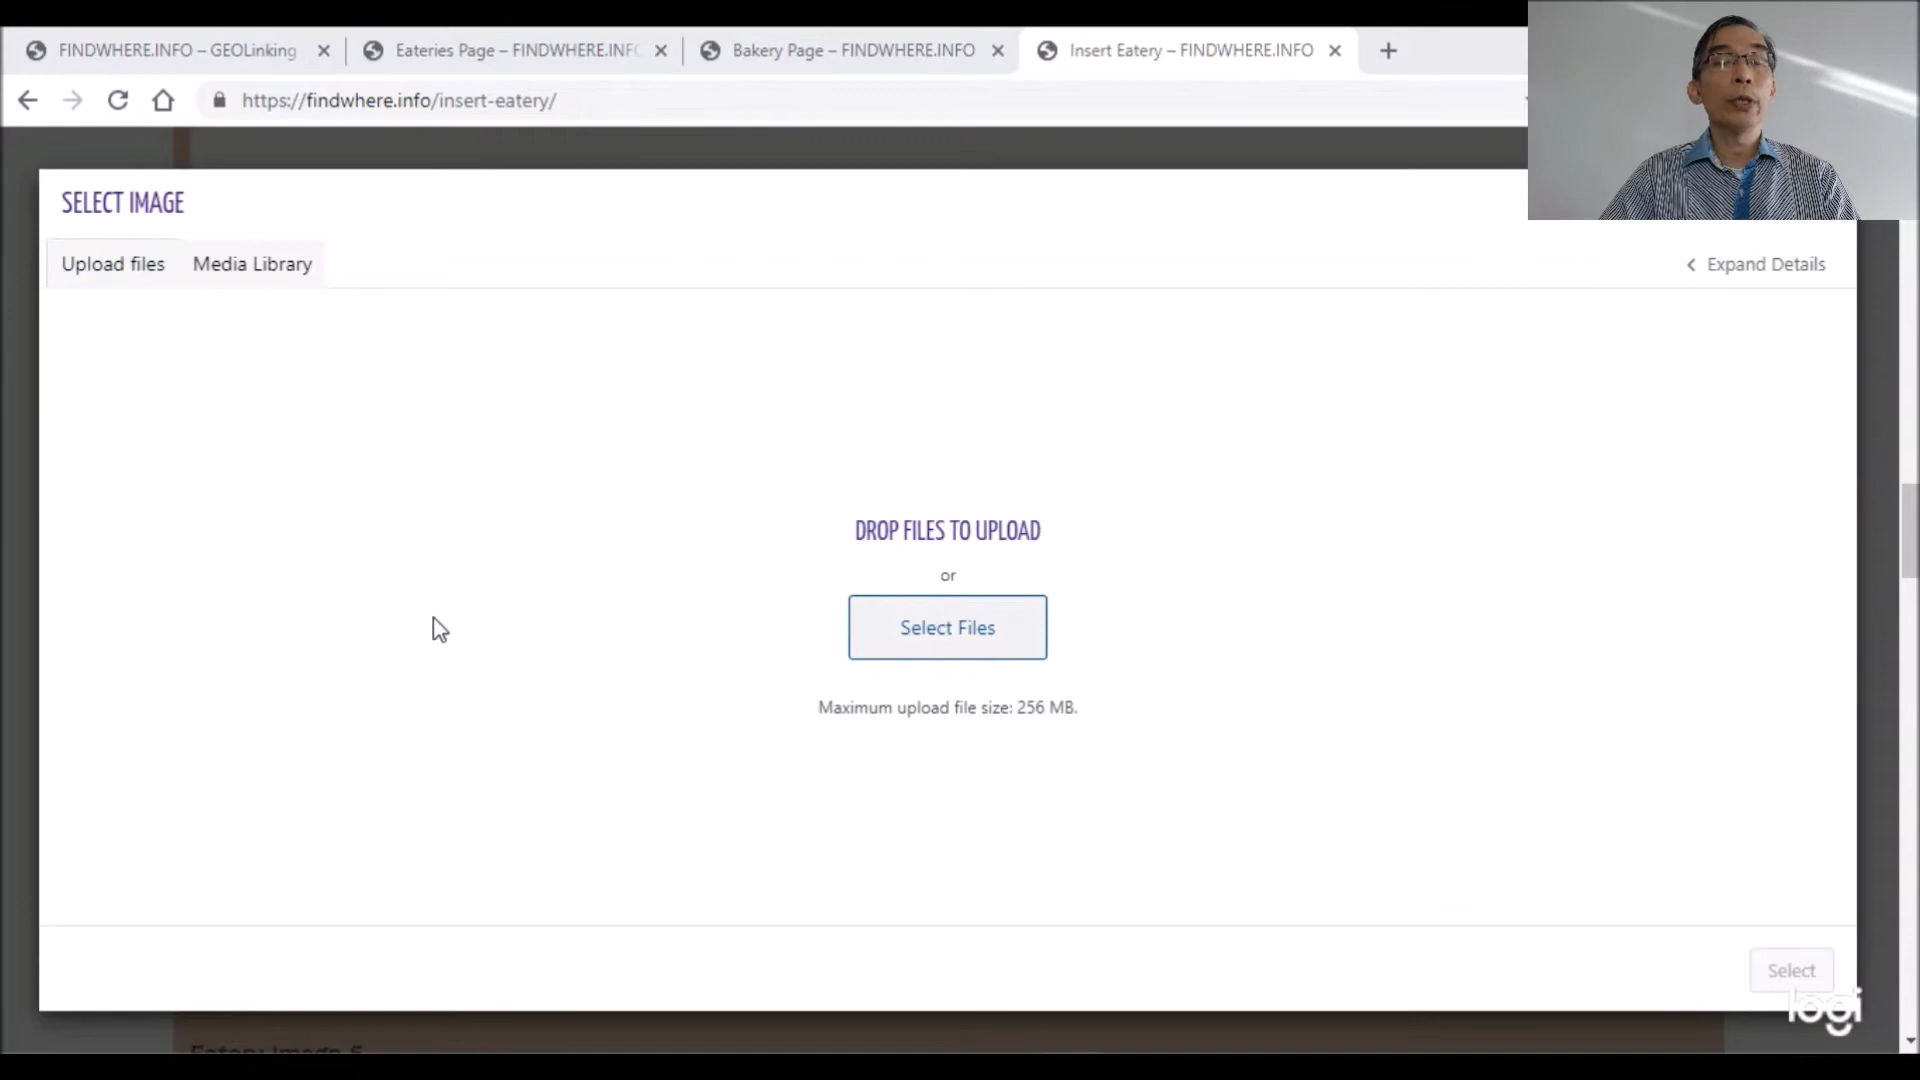 FINDWHERE.INFO – GEOLinking
Eateries Page – FINDWHERE.INFO
Bakery Page – FINDWHERE.INFO
Insert Eatery – FINDWHERE.INFO
https://findwhere.info/insert-eatery/
SELECT IMAGE
Upload files
Media Library
Expand Details
DROP FILES TO UPLOAD
or
Select Files
Maximum upload file size: 256 MB.
Select
logi